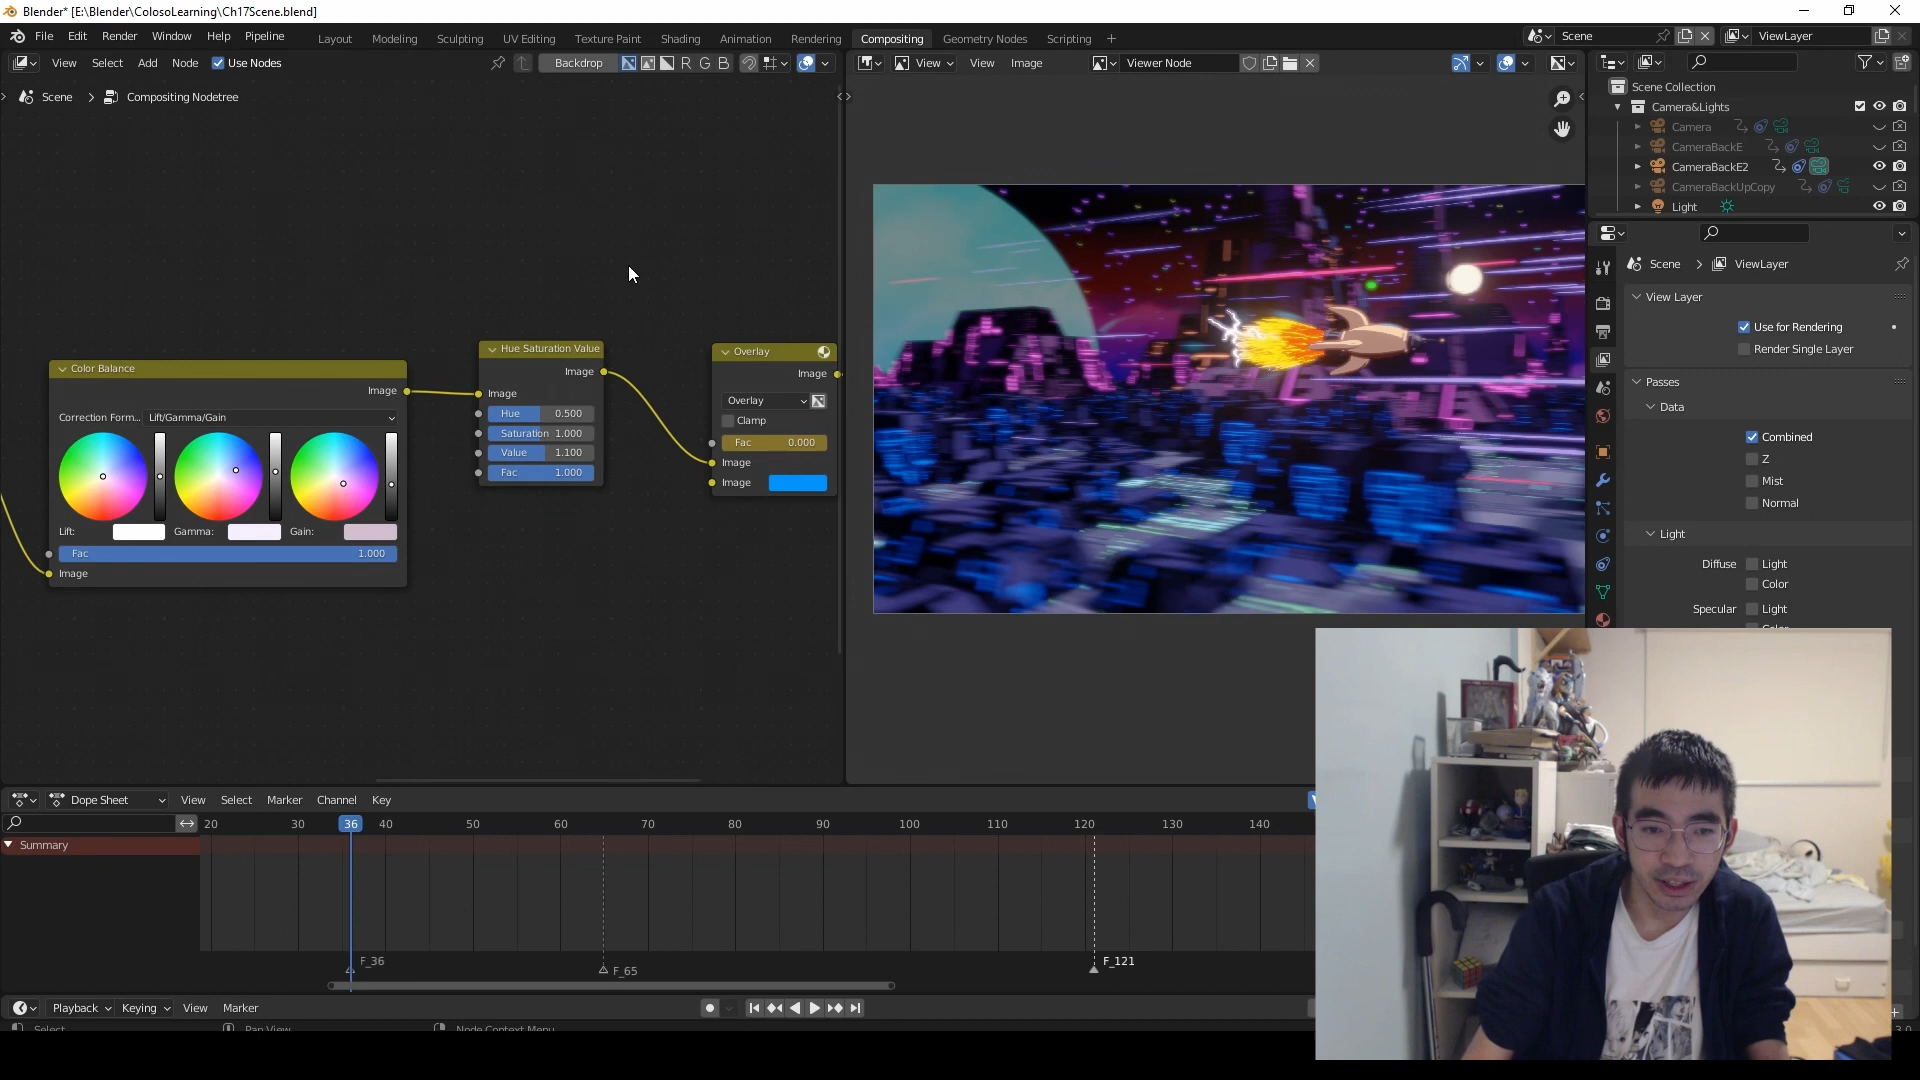 Blender* [E:\Blender\ColosoLearning\Ch17Scene.blend]
File Edit Render Window Help Pipeline Layout Modeling Sculpting UV Editing Texture Paint Shading Animation Rendering Compositing Geometry Nodes Scripting + Scene ViewLayer
View Select Add Node Use Nodes Backdrop R G B View View Image Viewer Node
Scene > Compositing Nodetree
Scene Collection
Camera&Lights
Camera
CameraBackE
CameraBackE2
CameraBackUpCopy
Light
Scene > ViewLayer
View Layer
Use for Rendering
Render Single Layer
Passes
Data
Combined
Z
Mist
Normal
Light
Diffuse Light
Color
Specular Light
Color Balance
Image
Correction Form... Lift/Gamma/Gain
Lift: Gamma: Gain:
Fac 1.000
Image
Hue Saturation Value
Image
Image
Hue 0.500
Saturation 1.000
Value 1.100
Fac 1.000
Overlay
Image
Overlay
Clamp
Fac 0.000
Image
Image
Dope Sheet View Select Marker Channel Key
20 30 36 40 50 60 70 80 90 100 110 120 130 140
Summary
F_36 F_65 F_121
Playback Keying View Marker
Select Pan View Node Context Menu